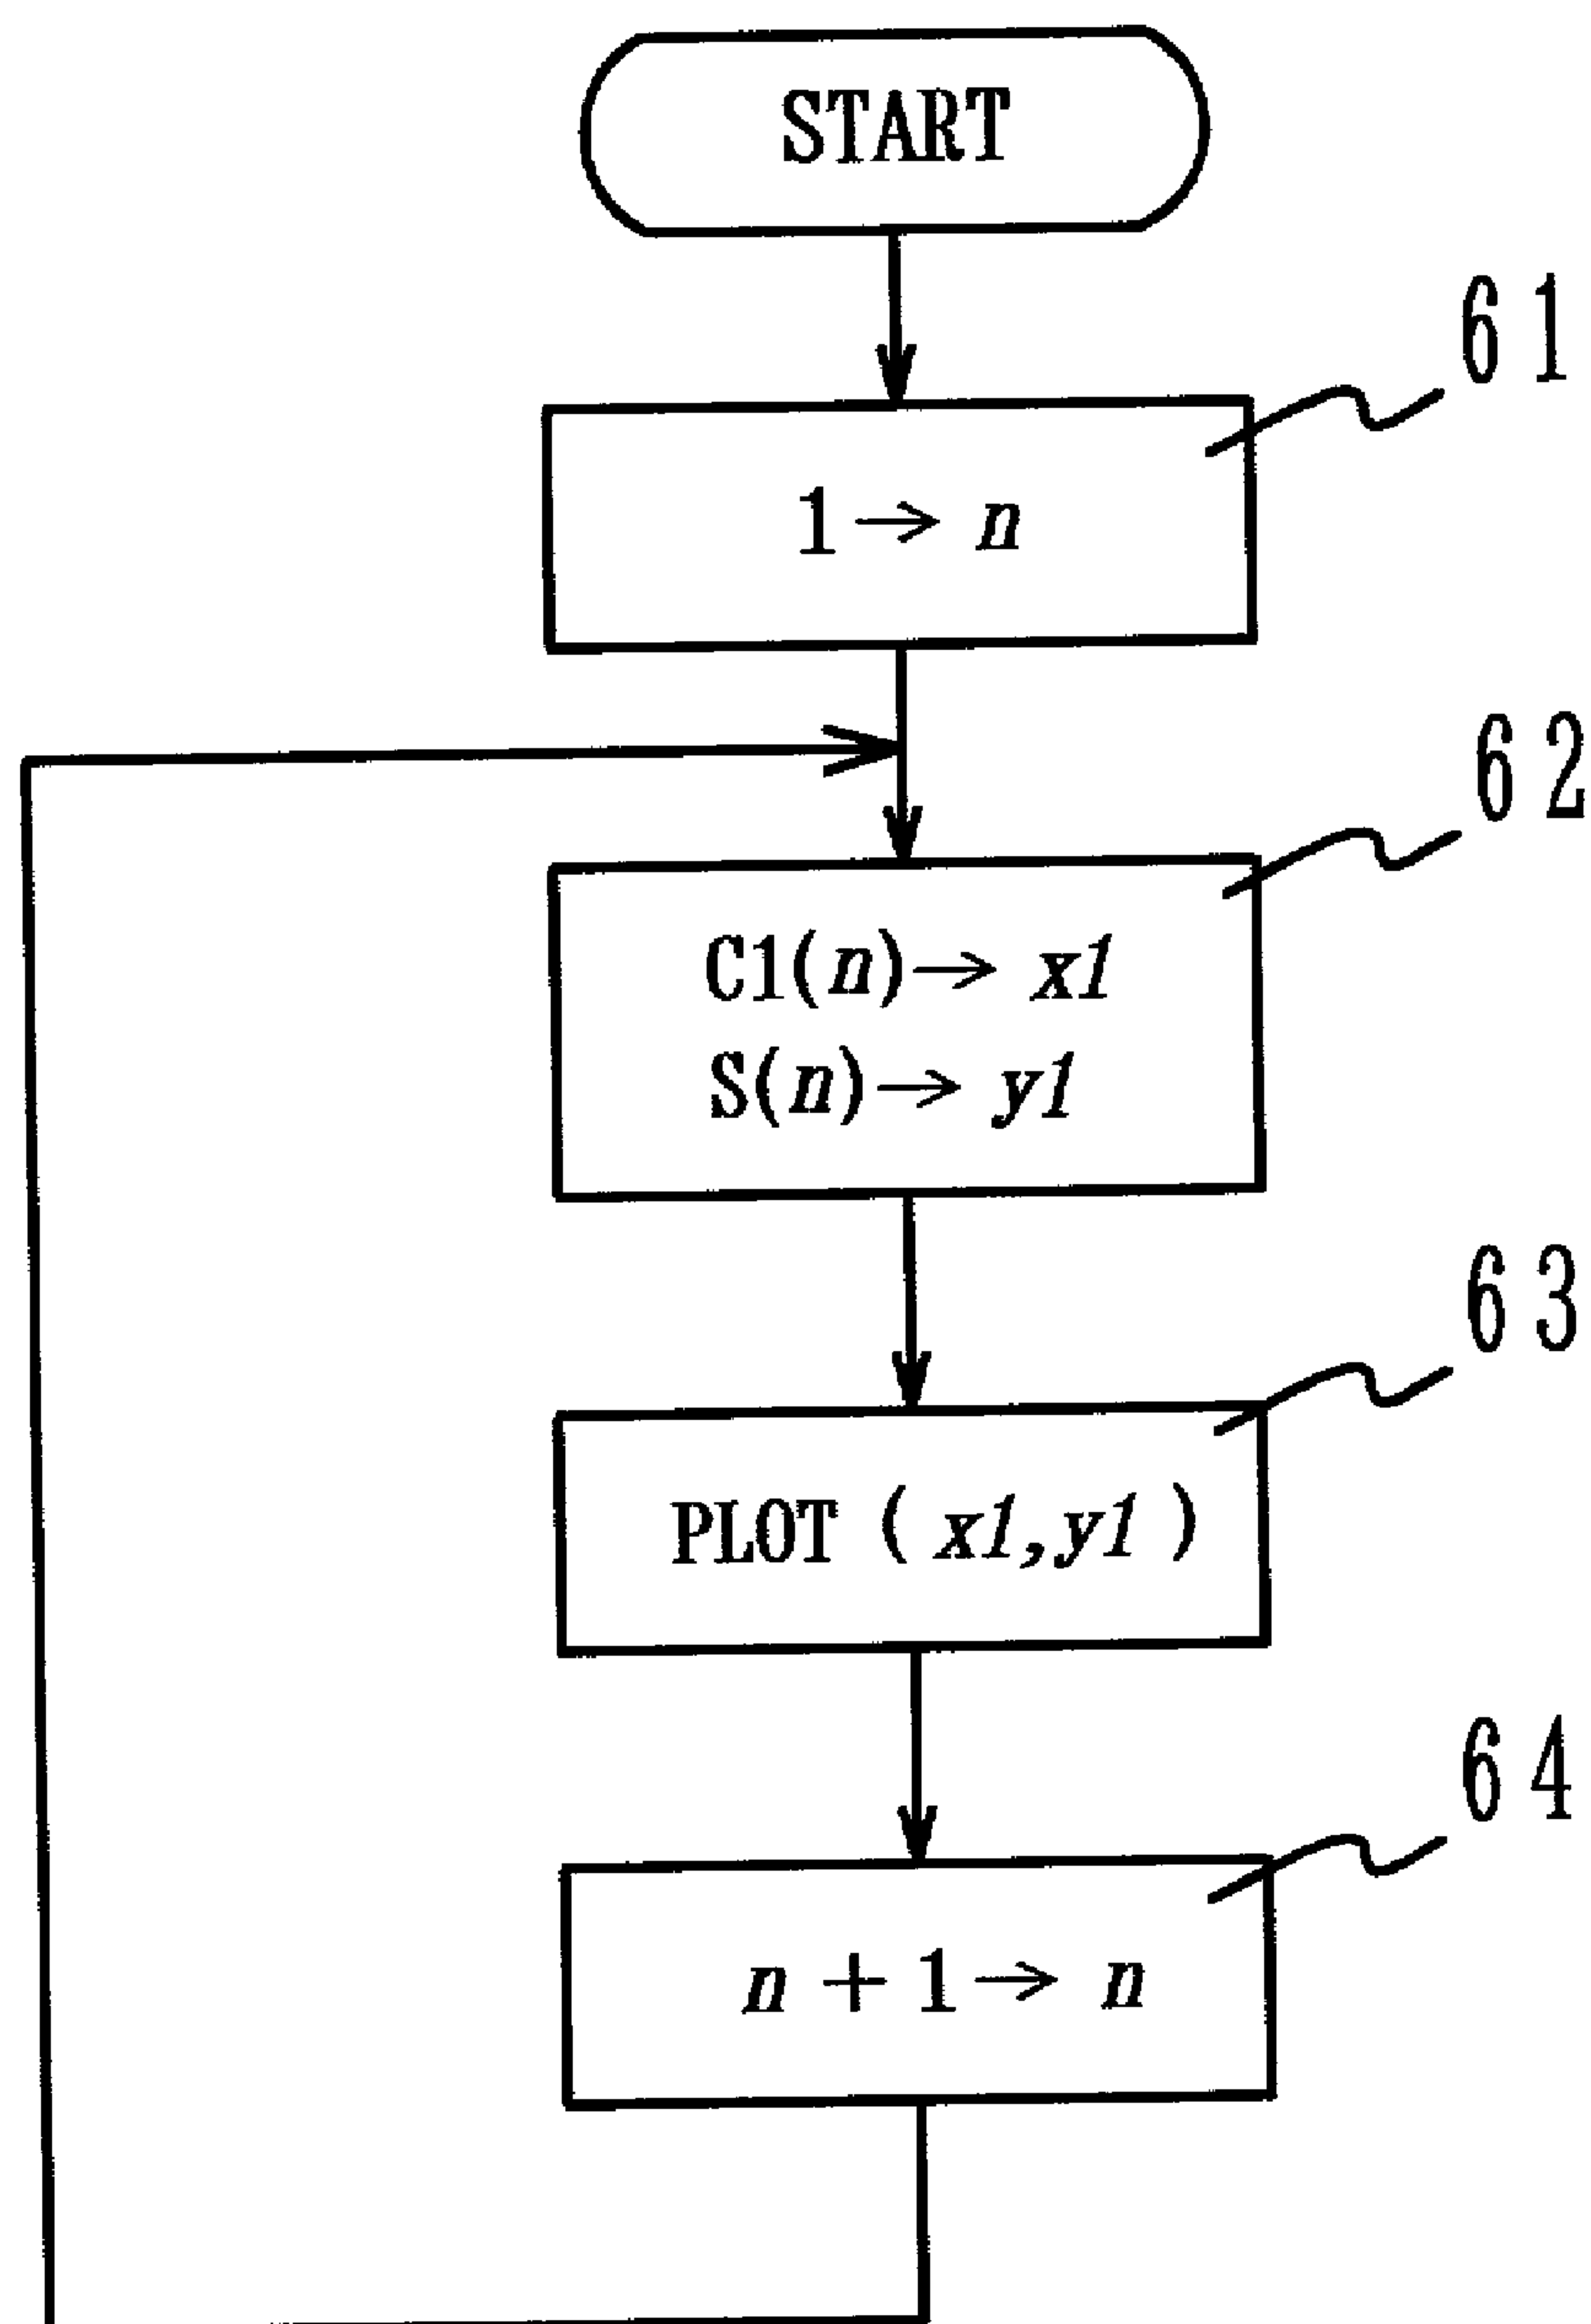 START
61
1→ n
62
C1(n)→ x1
S(n)→ y1
63
PLOT ( x1,y1 )
64
n + 1→ n